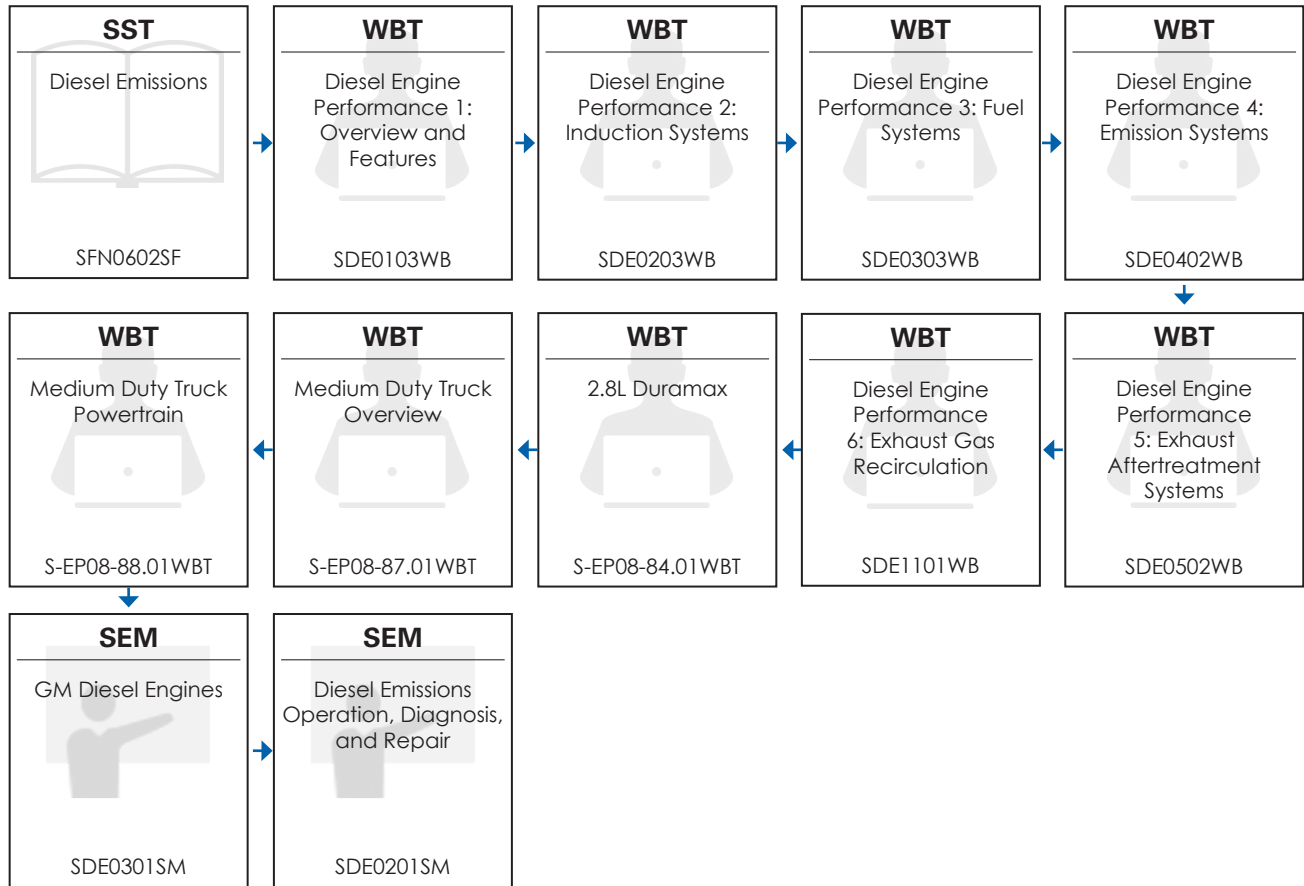 SST
Diesel Emissions
SFN0602SF
WBT
Diesel Engine
Performance 1:
Overview and
Features
SDE0103WB
WBT
Diesel Engine
Performance 2:
Induction Systems
SDE0203WB
WBT
Diesel Engine
Performance 3: Fuel
Systems
SDE0303WB
WBT
Diesel Engine
Performance 4:
Emission Systems
SDE0402WB
WBT
Diesel Engine
Performance
5: Exhaust
Aftertreatment
Systems
SDE0502WB
WBT
Diesel Engine
Performance
6: Exhaust Gas
Recirculation
SDE1101WB
WBT
2.8L Duramax
S-EP08-84.01WBT
WBT
Medium Duty Truck
Overview
S-EP08-87.01WBT
WBT
Medium Duty Truck
Powertrain
S-EP08-88.01WBT
SEM
GM Diesel Engines
SDE0301SM
SEM
Diesel Emissions
Operation, Diagnosis,
and Repair
SDE0201SM